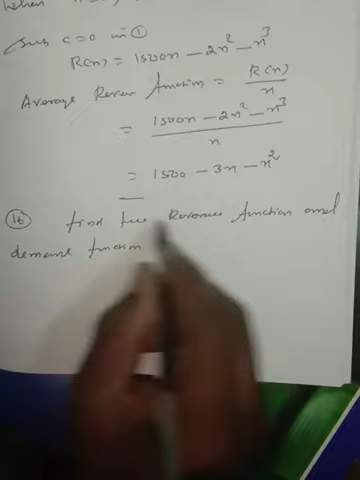 when
Sub c=0 in ①
R(n) = 1500n - 2n² - n³
Average Revenue function = R(n)/n
= 1500n - 2n² - n³ / n
= 1500 - 3n - n²
⑯ find the Revenue function and
demand function